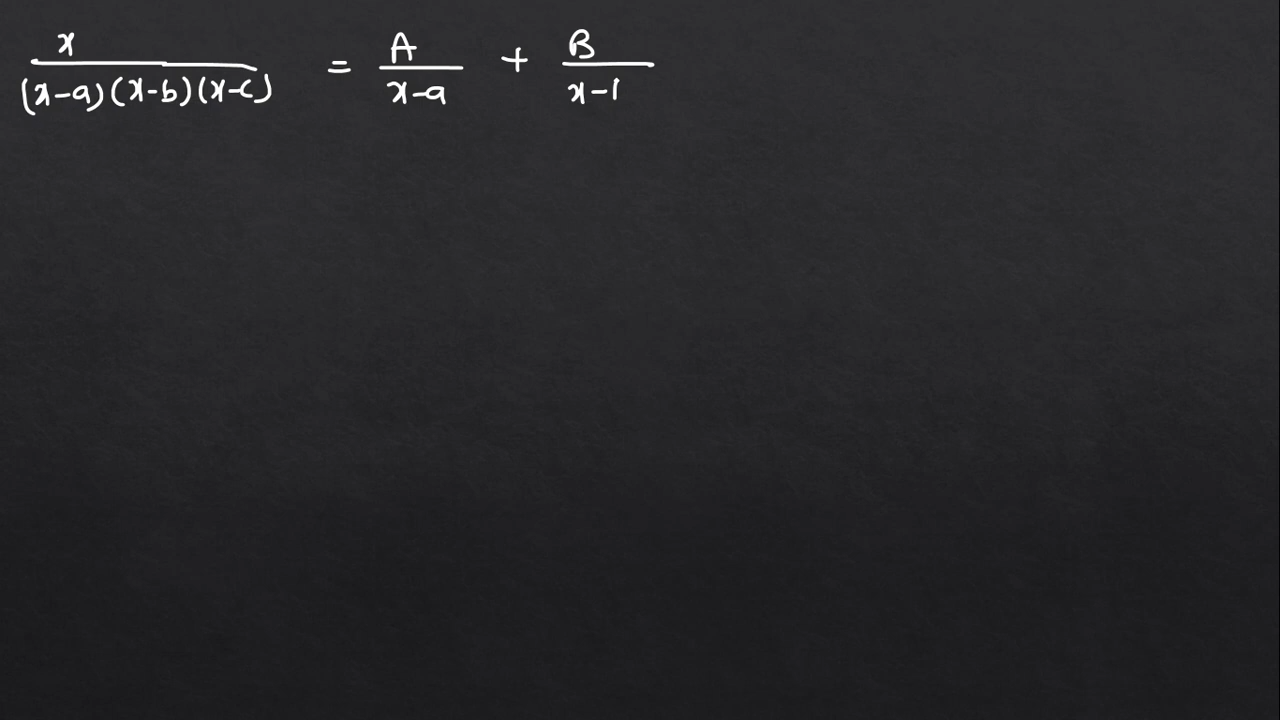 x/((x-a)(x-b)(x-c)) = A/(x-a) + B/(x-1